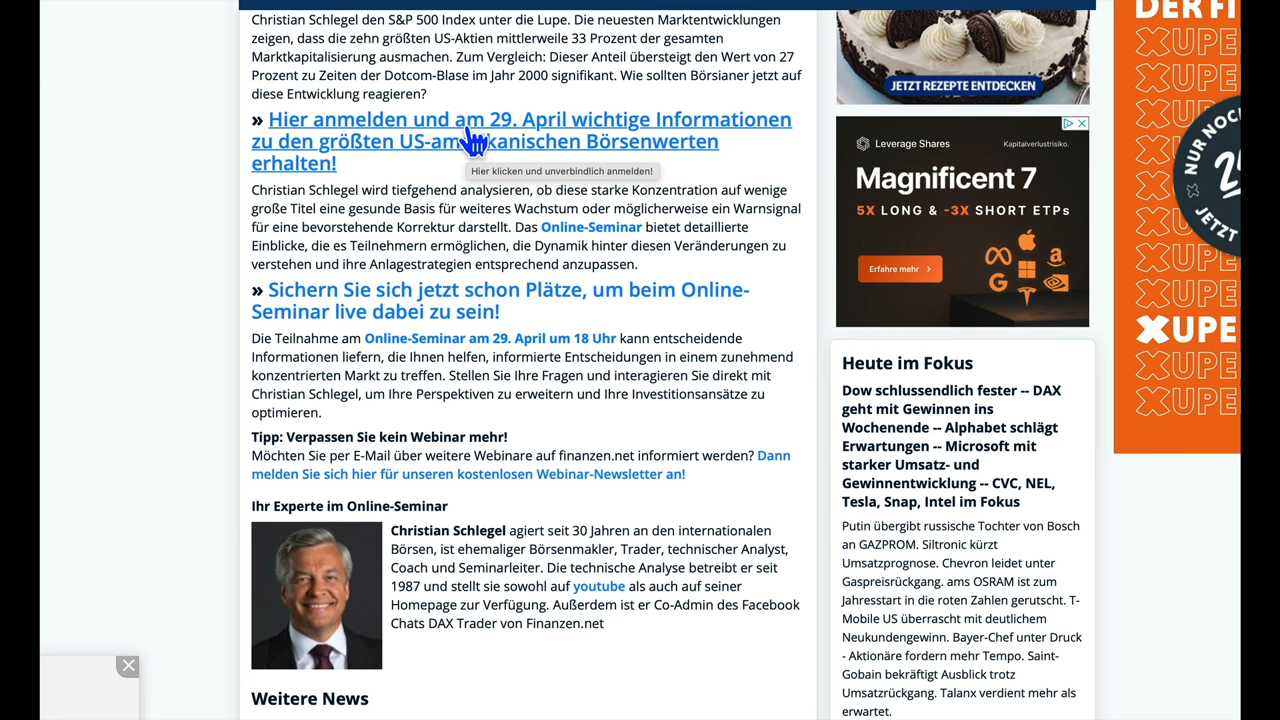 Christian Schlegel den S&P 500 Index unter die Lupe. Die neuesten Marktentwicklungen
zeigen, dass die zehn größten US-Aktien mittlerweile 33 Prozent der gesamten
Marktkapitalisierung ausmachen. Zum Vergleich: Dieser Anteil übersteigt den Wert von 27
Prozent zu Zeiten der Dotcom-Blase im Jahr 2000 signifikant. Wie sollten Börsianer jetzt auf
diese Entwicklung reagieren?
» Hier anmelden und am 29. April wichtige Informationen
zu den größten US-amerikanischen Börsenwerten
erhalten!
Hier klicken und unverbindlich anmelden!
Christian Schlegel wird tiefgehend analysieren, ob diese starke Konzentration auf wenige
große Titel eine gesunde Basis für weiteres Wachstum oder möglicherweise ein Warnsignal
für eine bevorstehende Korrektur darstellt. Das Online-Seminar bietet detaillierte
Einblicke, die es Teilnehmern ermöglichen, die Dynamik hinter diesen Veränderungen zu
verstehen und ihre Anlagestrategien entsprechend anzupassen.
» Sichern Sie sich jetzt schon Plätze, um beim Online-
Seminar live dabei zu sein!
Die Teilnahme am Online-Seminar am 29. April um 18 Uhr kann entscheidende
Informationen liefern, die Ihnen helfen, informierte Entscheidungen in einem zunehmend
konzentrierten Markt zu treffen. Stellen Sie Ihre Fragen und interagieren Sie direkt mit
Christian Schlegel, um Ihre Perspektiven zu erweitern und Ihre Investitionsansätze zu
optimieren.
Tipp: Verpassen Sie kein Webinar mehr!
Möchten Sie per E-Mail über weitere Webinare auf finanzen.net informiert werden? Dann
melden Sie sich hier für unseren kostenlosen Webinar-Newsletter an!
Ihr Experte im Online-Seminar
Christian Schlegel agiert seit 30 Jahren an den internationalen
Börsen, ist ehemaliger Börsenmakler, Trader, technischer Analyst,
Coach und Seminarleiter. Die technische Analyse betreibt er seit
1987 und stellt sie sowohl auf youtube als auch auf seiner
Homepage zur Verfügung. Außerdem ist er Co-Admin des Facebook
Chats DAX Trader von Finanzen.net
Weitere News
JETZT REZEPTE ENTDECKEN
Leverage Shares
Kapitalverlustrisiko.
Magnificent 7
5X LONG & -3X SHORT ETPs
Erfahre mehr
Heute im Fokus
Dow schlussendlich fester -- DAX
geht mit Gewinnen ins
Wochenende -- Alphabet schlägt
Erwartungen -- Microsoft mit
starker Umsatz- und
Gewinnentwicklung -- CVC, NEL,
Tesla, Snap, Intel im Fokus
Putin übergibt russische Tochter von Bosch
an GAZPROM. Siltronic kürzt
Umsatzprognose. Chevron leidet unter
Gaspreisrückgang. ams OSRAM ist zum
Jahresstart in die roten Zahlen gerutscht. T-
Mobile US überrascht mit deutlichem
Neukundengewinn. Bayer-Chef unter Druck
- Aktionäre fordern mehr Tempo. Saint-
Gobain bekräftigt Ausblick trotz
Umsatzrückgang. Talanx verdient mehr als
erwartet.
DER FI
XUPE
XUPE
XUPE
XUPE
XUPE
XUPE
XUPE
XUPE
XUPE
XUPE
XUPE
NUR NOCH
JETZT